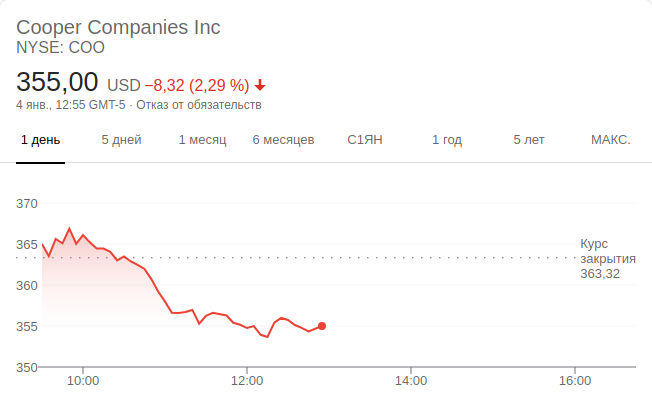 Cooper Companies Inc
NYSE: COO
355,00 USD −8,32 (2,29 %)
4 янв., 12:55 GMT-5 · Отказ от обязательств
1 день 5 дней 1 месяц 6 месяцев С1ЯН 1 год 5 лет МАКС.
370
365
360
355
350
Курс
закрытия
363,32
10:00 12:00 14:00 16:00